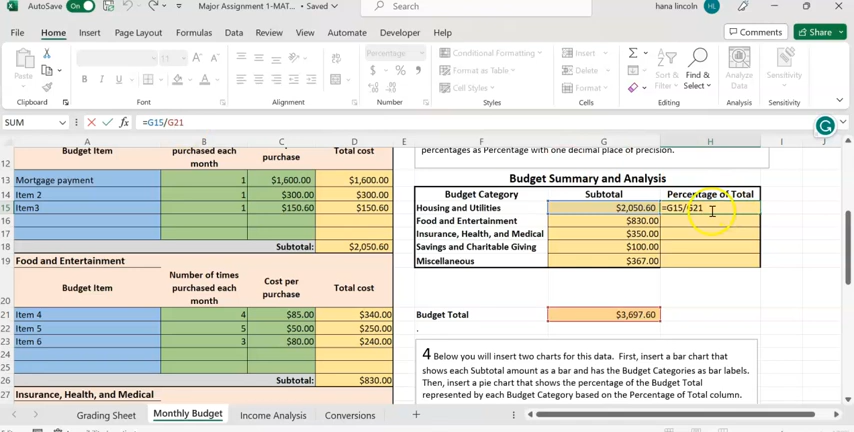 AutoSave On Major Assignment 1-MAT... • Saved Search hana lincoln HL
File Home Insert Page Layout Formulas Data Review View Automate Developer Help Comments Share
Paste B I U Percentage $ % 9 Conditional Formatting Format as Table Cell Styles Insert Delete Format Sort & Filter Find & Select Analyze Data Sensitivity
Clipboard Font Alignment Number Styles Cells Editing Analysis Sensitivity
SUM fx =G15/G21
A B C D E F G H I J
12 Budget Item purchased each month purchase Total cost percentages as Percentage with one decimal place of precision.
13 Mortgage payment 1 $1,600.00 $1,600.00 Budget Summary and Analysis
14 Item 2 1 $300.00 $300.00 Budget Category Subtotal Percentage of Total
15 Item3 1 $150.60 $150.60 Housing and Utilities $2,050.60 =G15/G21
16 Food and Entertainment $830.00
17 Insurance, Health, and Medical $350.00
18 Subtotal: $2,050.60 Savings and Charitable Giving $100.00
19 Food and Entertainment Miscellaneous $367.00
20 Budget Item Number of times purchased each month Cost per purchase Total cost
21 Item 4 4 $85.00 $340.00 Budget Total $3,697.60
22 Item 5 5 $50.00 $250.00 .
23 Item 6 3 $80.00 $240.00
24 4 Below you will insert two charts for this data. First, insert a bar chart that
25 shows each Subtotal amount as a bar and has the Budget Categories as bar labels.
26 Subtotal: $830.00 Then, insert a pie chart that shows the percentage of the Budget Total
27 Insurance, Health, and Medical represented by each Budget Category based on the Percentage of Total column.
Grading Sheet Monthly Budget Income Analysis Conversions +